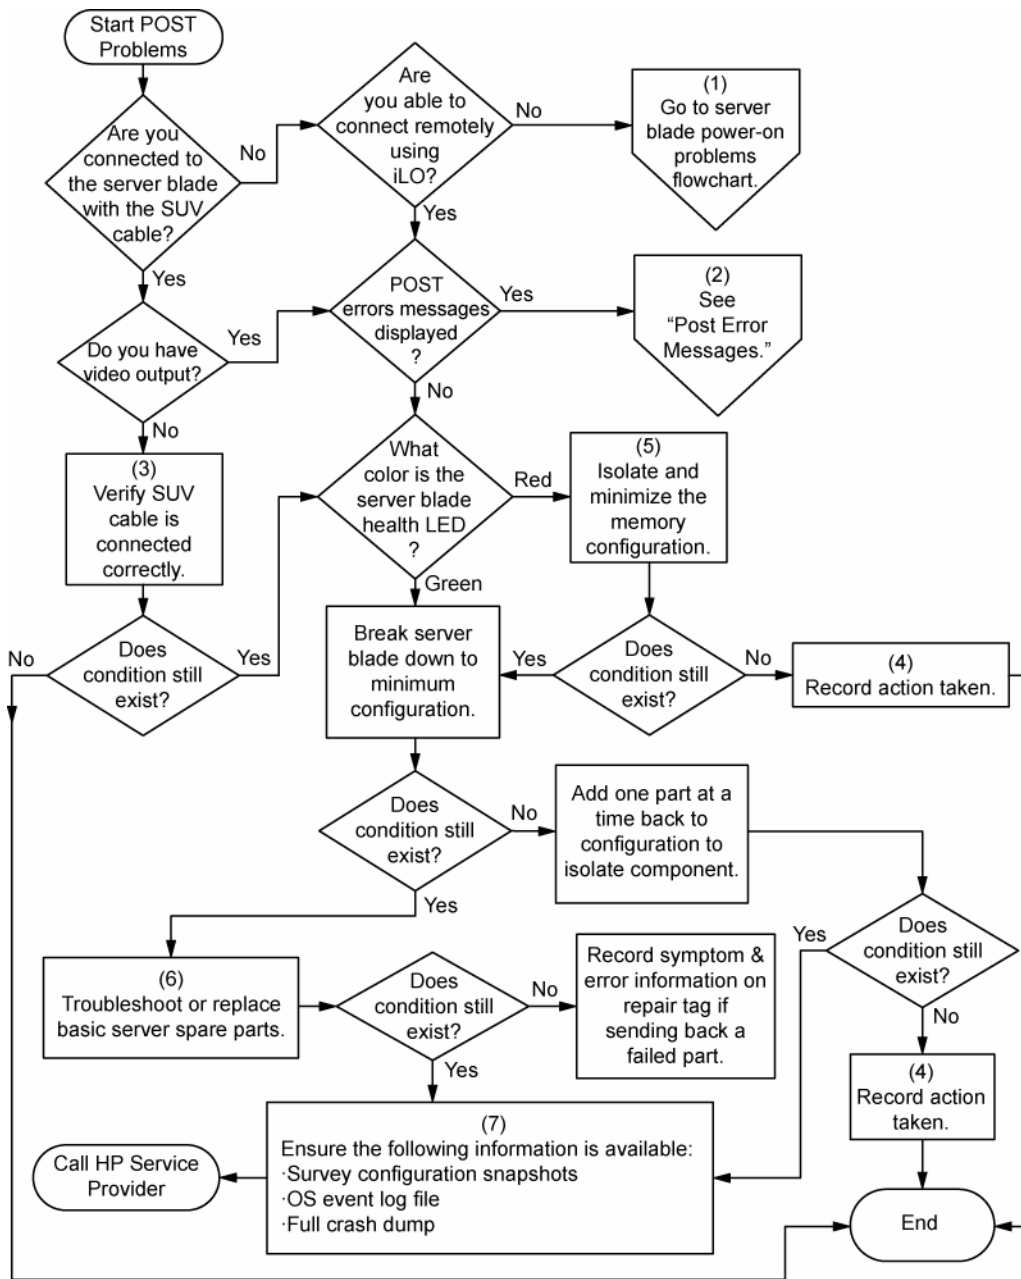 Start POST
Problems
Are you
connected to
the server blade
with the SUV
cable?
No
Yes
Are
you able to
connect remotely
using
iLO?
No
Yes
(1)
Go to server
blade power-on
problems
flowchart.
Do you have
video output?
Yes
No
POST
errors messages
displayed
?
Yes
No
(2)
See
“Post Error
Messages.”
(3)
Verify SUV
cable is
connected
correctly.
What
color is the
server blade
health LED
?
Red
Green
(5)
Isolate and
minimize the
memory
configuration.
No
Does
condition still
exist?
Yes
Break server
blade down to
minimum
configuration.
Yes
Does
condition still
exist?
No
(4)
Record action taken.
Does
condition still
exist?
No
Yes
Add one part at a
time back to
configuration to
isolate component.
Yes
Does
condition still
exist?
No
(6)
Troubleshoot or replace
basic server spare parts.
Does
condition still
exist?
No
Yes
Record symptom &
error information on
repair tag if
sending back a
failed part.
(4)
Record action
taken.
(7)
Ensure the following information is available:
·Survey configuration snapshots
·OS event log file
·Full crash dump
Call HP Service
Provider
End